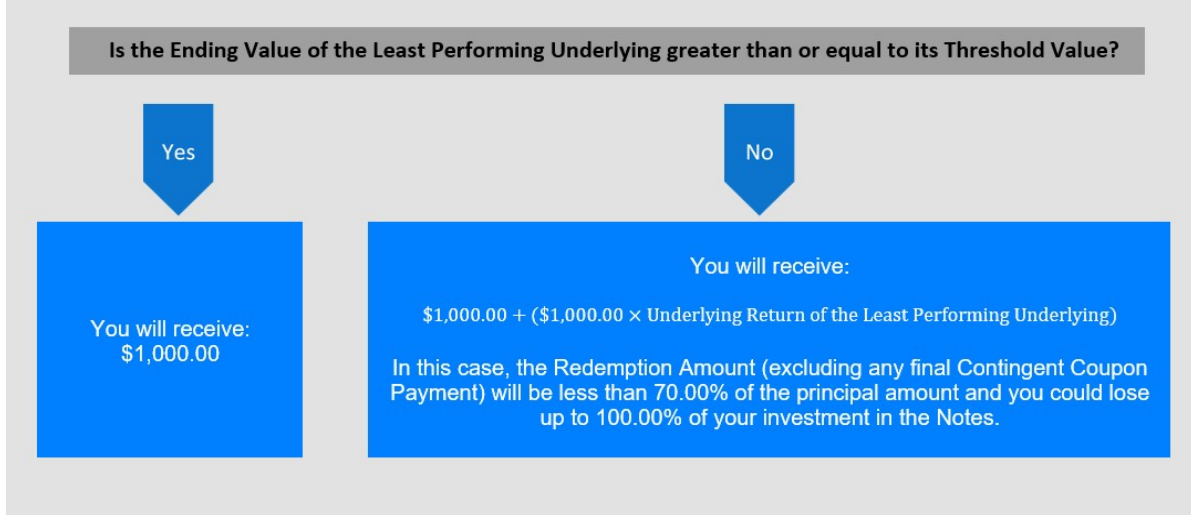 Is the Ending Value of the Least Performing Underlying greater than or equal to its Threshold Value?
Yes
No
You will receive:
$1,000.00
You will receive:
$1,000.00 + ($1,000.00 × Underlying Return of the Least Performing Underlying)
In this case, the Redemption Amount (excluding any final Contingent Coupon
Payment) will be less than 70.00% of the principal amount and you could lose
up to 100.00% of your investment in the Notes.